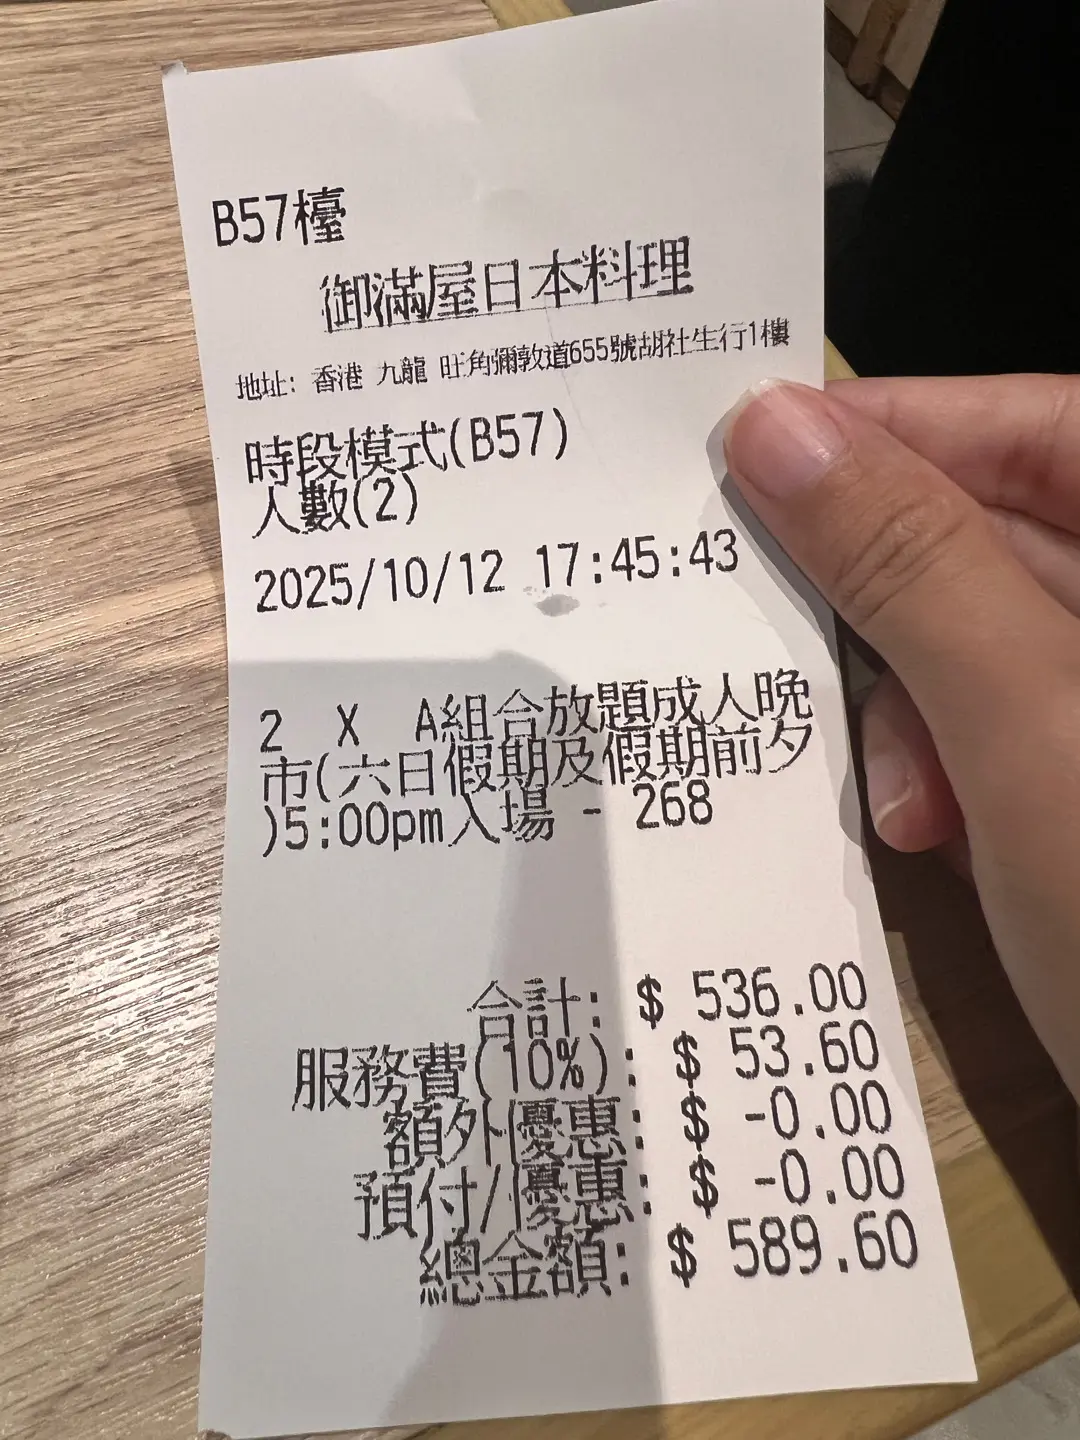 B57檯
御滿屋日本料理
地址: 香港 九龍 旺角彌敦道655號胡社生行1樓
時段模式(B57)
人數(2)
2025/10/12 17:45:43
2 X A組合放題成人晚
市(六日假期及假期前夕
)5:00pm入場 - 268
合計: $ 536.00
服務費(10%): $ 53.60
額外優惠: $ -0.00
預付/優惠: $ -0.00
總金額: $ 589.60